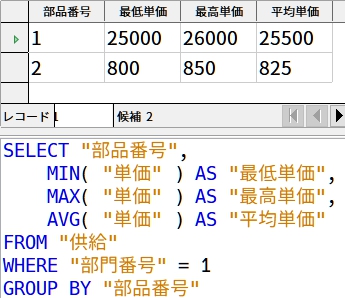 部品番号 最低単価 最高単価 平均単価
1 25000 26000 25500
2 800 850 825
レコード 1 候補 2
SELECT "部品番号",
MIN( "単価" ) AS "最低単価",
MAX( "単価" ) AS "最高単価",
AVG( "単価" ) AS "平均単価"
FROM "供給"
WHERE "部門番号" = 1
GROUP BY "部品番号"